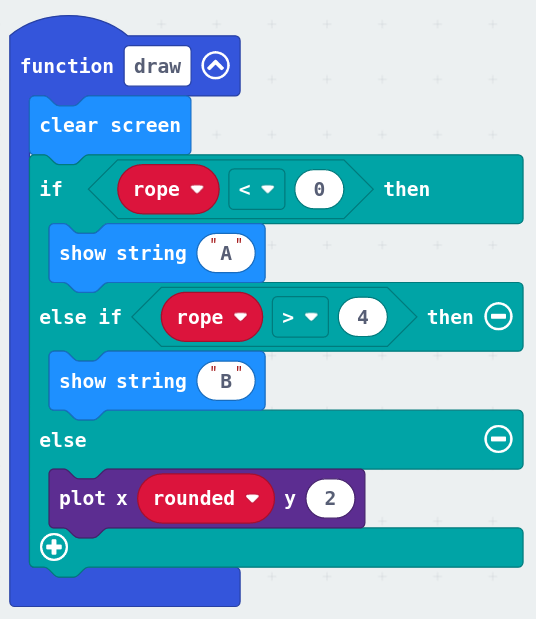 function draw
clear screen
if rope < 0 then
show string "A"
else if rope > 4 then
show string "B"
else
plot x rounded y 2